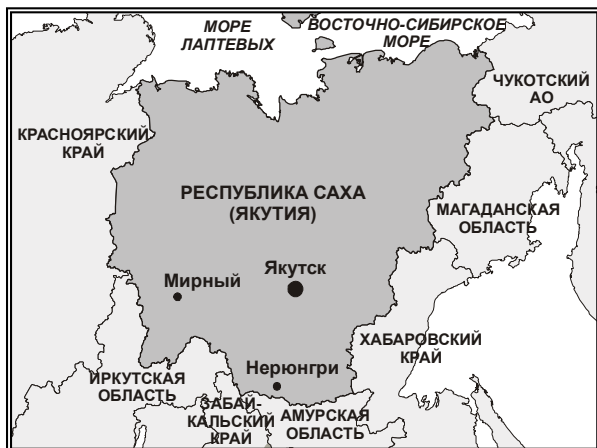 МОРЕ
ЛАПТЕВЫХ
ВОСТОЧНО-СИБИРСКОЕ
МОРЕ
ЧУКОТСКИЙ
АО
КРАСНОЯРСКИЙ
КРАЙ
РЕСПУБЛИКА САХА
(ЯКУТИЯ)
МАГАДАНСКАЯ
ОБЛАСТЬ
Мирный
Якутск
ХАБАРОВСКИЙ
КРАЙ
Нерюнгри
ИРКУТСКАЯ
ОБЛАСТЬ
ЗАБАЙ-
КАЛЬСКИЙ
КРАЙ
АМУРСКАЯ
ОБЛАСТЬ